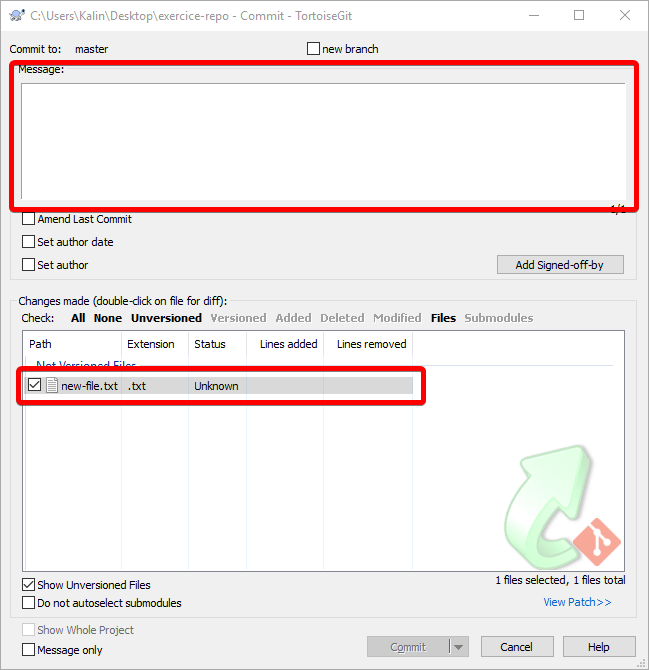 C:\Users\Kalin\Desktop\exercice-repo - Commit - TortoiseGit
Commit to: master new branch
Message:
1/1
Amend Last Commit
Set author date
Set author Add Signed-off-by
Changes made (double-click on file for diff):
Check: All None Unversioned Versioned Added Deleted Modified Files Submodules
Path Extension Status Lines added Lines removed
Not Versioned Files
new-file.txt .txt Unknown
Show Unversioned Files 1 files selected, 1 files total
Do not autoselect submodules View Patch>>
Show Whole Project
Message only Commit Cancel Help